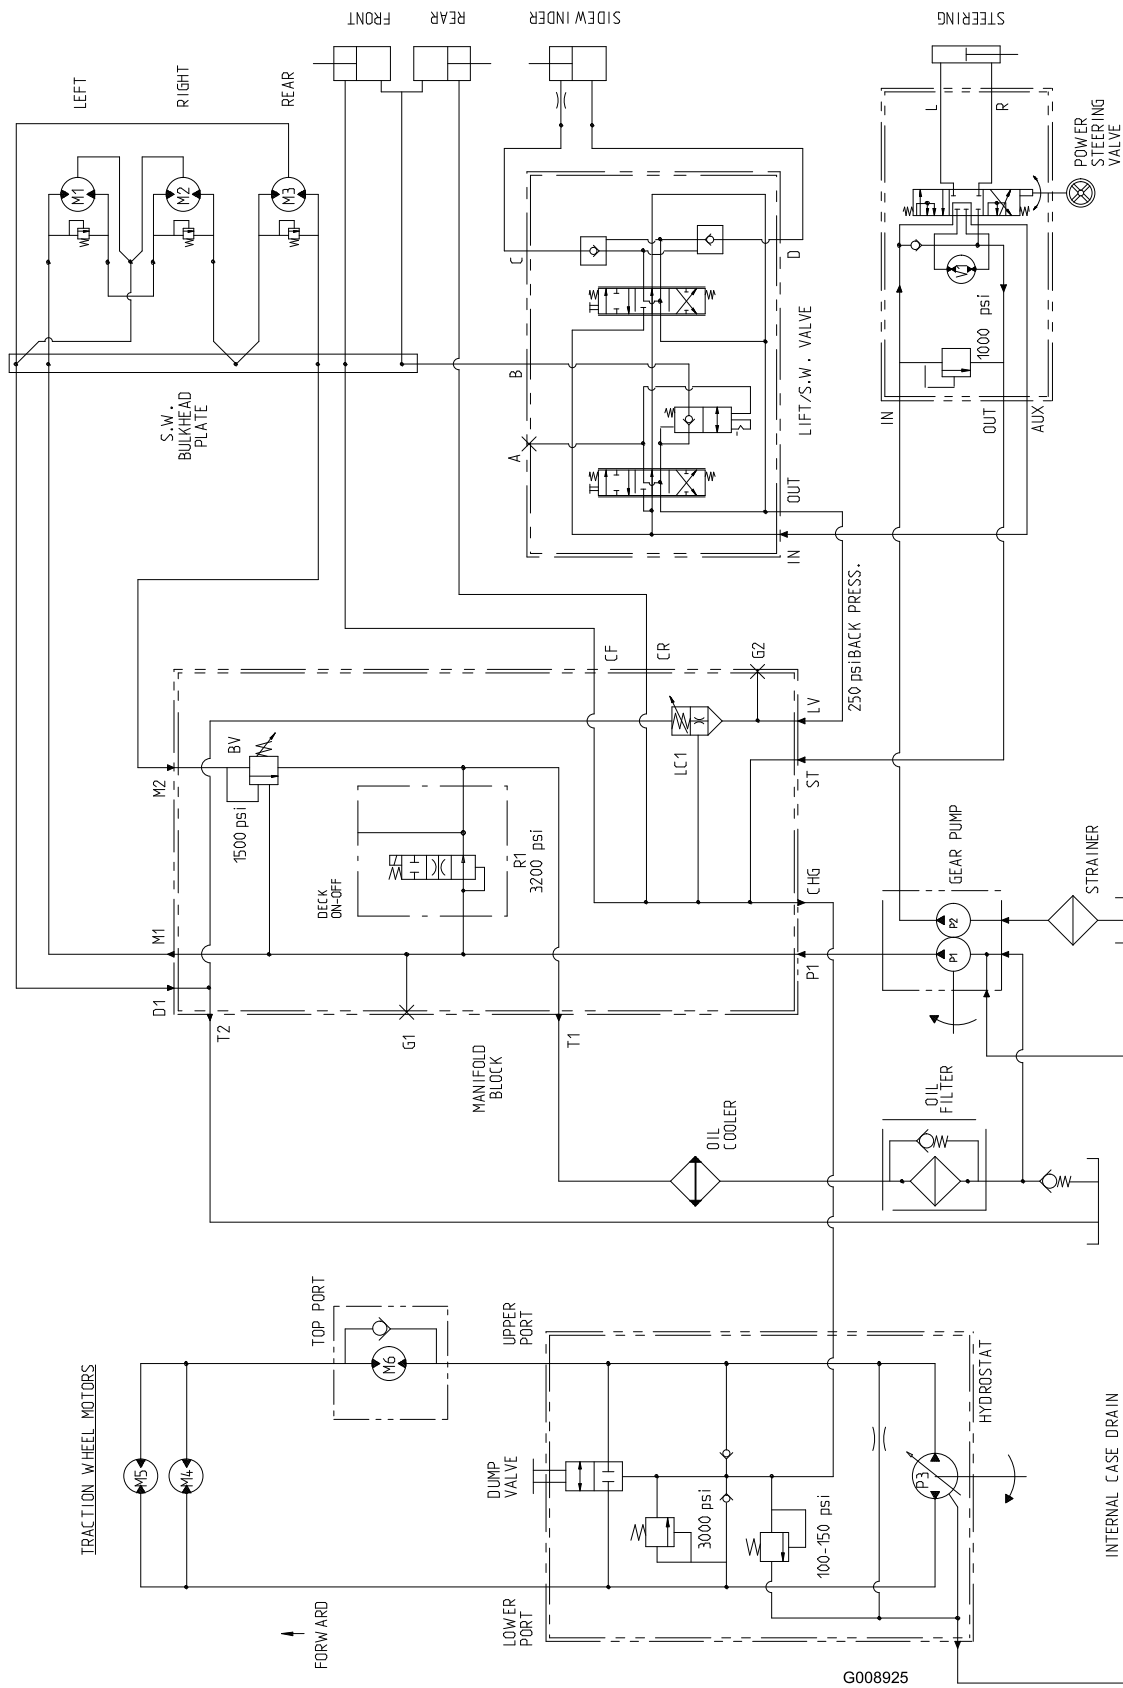 FRONT
REAR
SIDEWINDER
STEERING
LEFT
RIGHT
REAR
M1
M2
M3
L
R
POWER
STEERING
VALVE
C
D
V1
1000 psi
S.W.
BULKHEAD
PLATE
B
A
LIFT/S.W. VALVE
IN
OUT
AUX
OUT
IN
250 psi BACK PRESS.
CF
CR
G2
LV
LC1
ST
M2
BV
1500 psi
DECK
ON-OFF
R1
3200 psi
CHG
GEAR PUMP
STRAINER
M1
P1
P2
P1
D1
T2
G1
T1
MANIFOLD
BLOCK
OIL
COOLER
OIL
FILTER
TRACTION WHEEL MOTORS
TOP PORT
M6
UPPER
PORT
HYDROSTAT
M5
M4
DUMP
VALVE
3000 psi
100-150 psi
P3
INTERNAL CASE DRAIN
LOWER
PORT
FORWARD
G008925